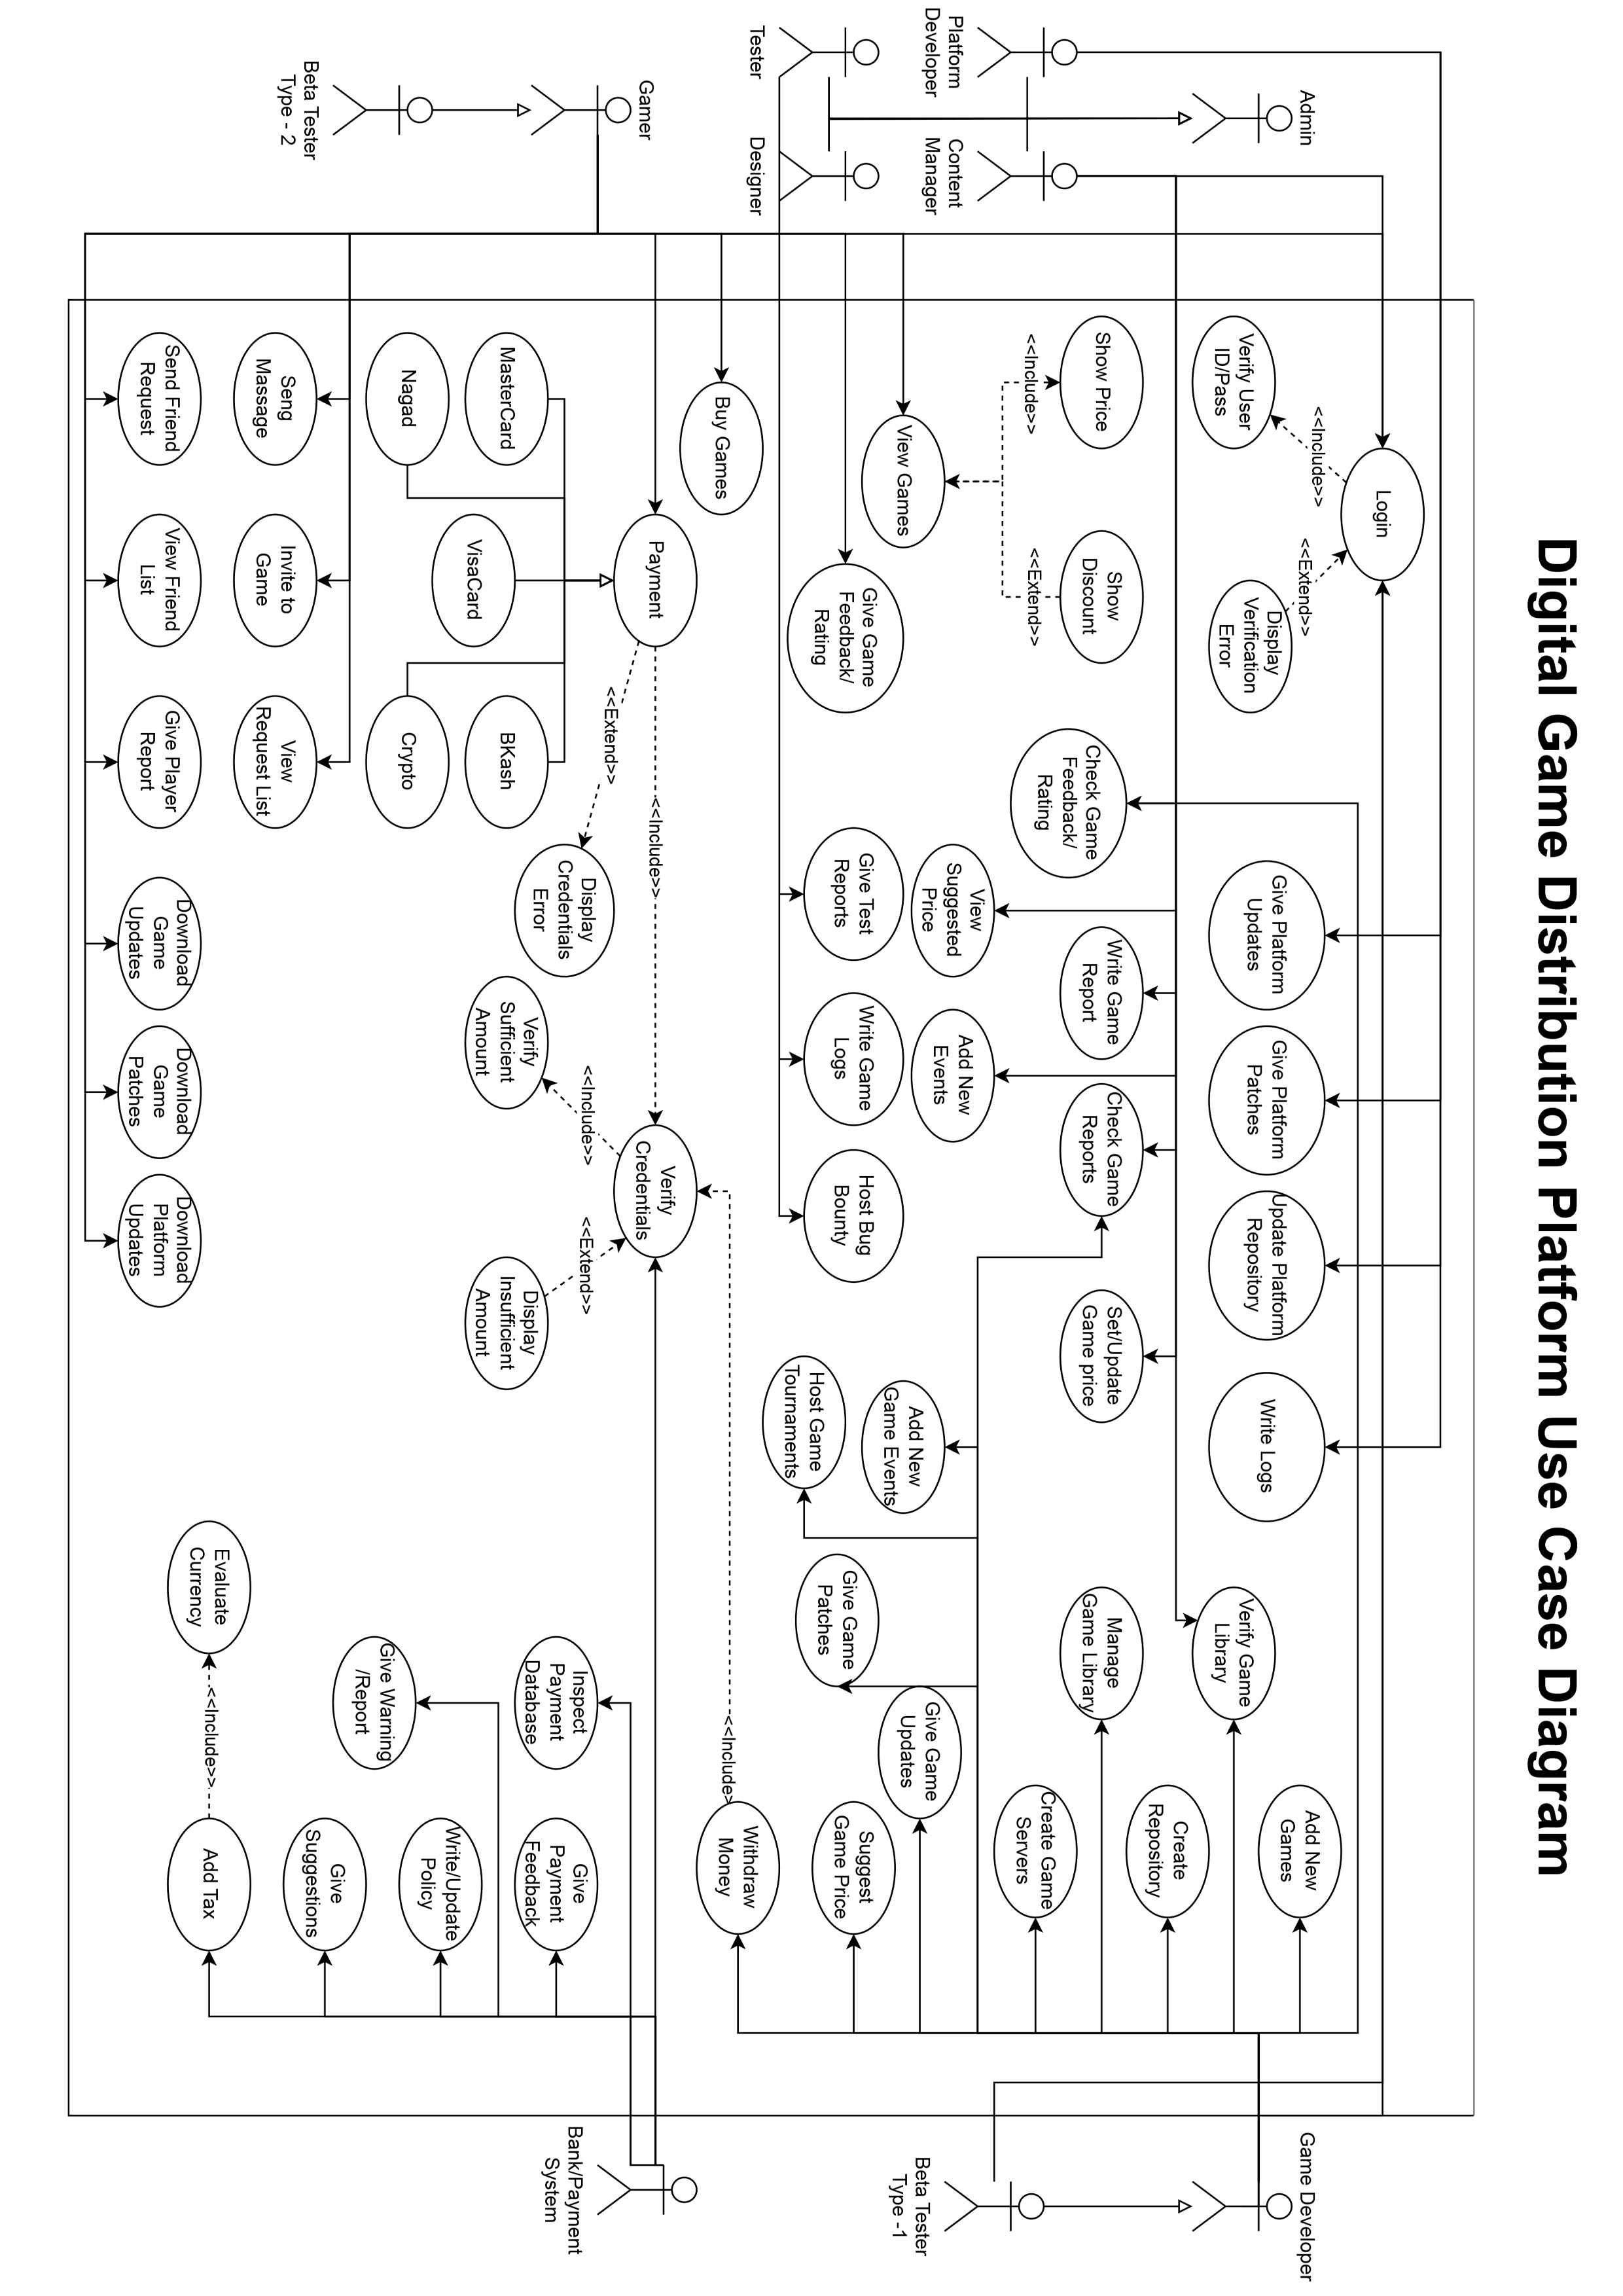 Digital Game Distribution Platform Use Case Diagram
Admin
Platform
Developer
Content
Manager
Tester
Designer
Gamer
Beta Tester
Type - 2
Login
<<Include>>
<<Extend>>
Verify User
ID/Pass
Display
Verification
Error
Give Platform
Updates
Give Platform
Patches
Update Platform
Repository
Write Logs
Verify Game
Library
Add New
Games
Show Price
Show
Discount
<<Include>>
<<Extend>>
Check Game
Feedback/
Rating
Write Game
Report
Check Game
Reports
Set/Update
Game price
Manage
Game Library
Create
Repository
View Games
View
Suggested
Price
Add New
Events
Create Game
Servers
Give Game
Feedback/
Rating
Give Test
Reports
Write Game
Logs
Host Bug
Bounty
Add New
Game Events
Host Game
Tournaments
Give Game
Patches
Give Game
Updates
Suggest
Game Price
Buy Games
<<Include>
Withdraw
Money
Payment
<<Include>>
<<Extend>>
Verify
Credentials
Display
Credentials
Error
<<Include>>
<<Extend>>
MasterCard
VisaCard
BKash
Nagad
Crypto
Verify
Sufficient
Amount
Display
Insufficient
Amount
Inspect
Payment
Database
Give
Payment
Feedback
Give Warning
/Report
Write/Update
Policy
Seng
Massage
Invite to
Game
View
Request List
Give
Suggestions
Send Friend
Request
View Friend
List
Give Player
Report
Download
Game
Updates
Download
Game
Patches
Download
Platform
Updates
Evaluate
Currency
<<Include>>
Add Tax
Game Developer
Beta Tester
Type -1
Bank/Payment
System